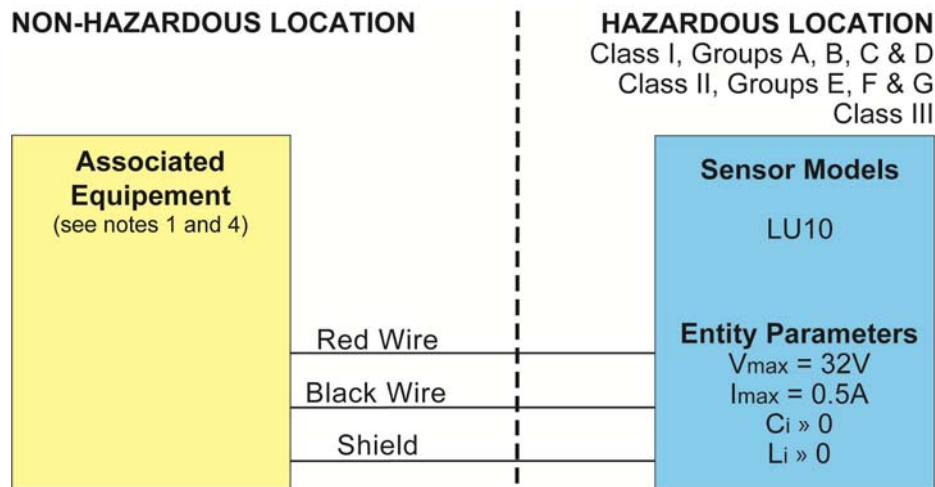 NON-HAZARDOUS LOCATION
HAZARDOUS LOCATION
Class I, Groups A, B, C & D
Class II, Groups E, F & G
Class III
Associated
Equipement
(see notes 1 and 4)
Sensor Models
LU10
Red Wire
Black Wire
Shield
Entity Parameters
Vmax = 32V
Imax = 0.5A
Ci » 0
Li » 0